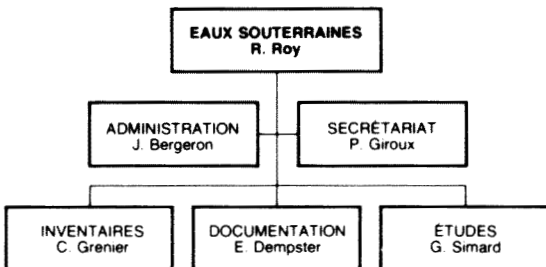 EAUX SOUTERRAINES
R. Roy
ADMINISTRATION
J. Bergeron
SECRÉTARIAT
P. Giroux
INVENTAIRES
C. Grenier
DOCUMENTATION
E. Dempster
ÉTUDES
G. Simard